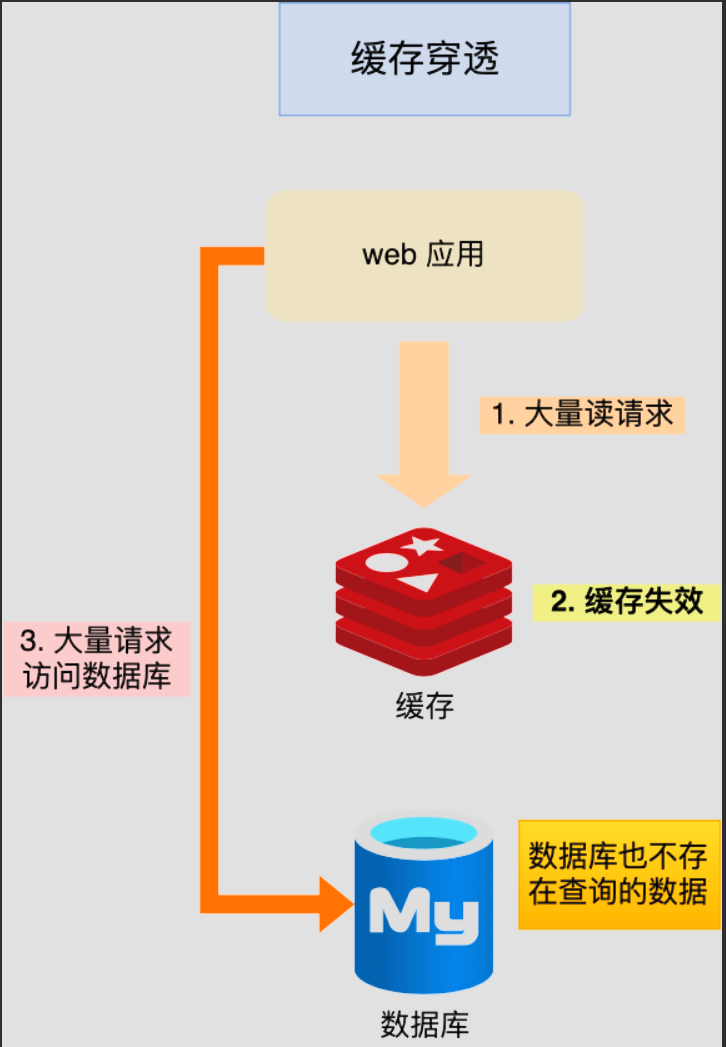 缓存穿透
web 应用
1. 大量读请求
2. 缓存失效
3. 大量请求
访问数据库
缓存
数据库也不存
在查询的数据
My
数据库